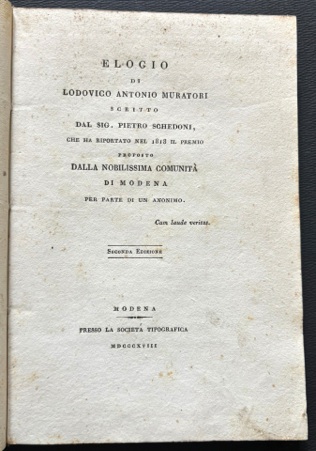 ELOGIO
DI
LODOVICO ANTONIO MURATORI
SCRITTO
DAL SIG. PIETRO SCHEDONI,
CHE HA RIPORTATO NEL 1818 IL PREMIO
PROPOSTO
DALLA NOBILISSIMA COMUNITÀ
DI MODENA
PER PARTE DI UN ANONIMO.
Cum laude veritas.
SECONDA EDIZIONE
MODENA
PRESSO LA SOCIETÀ TIPOGRAFICA
MDCCCXVIII